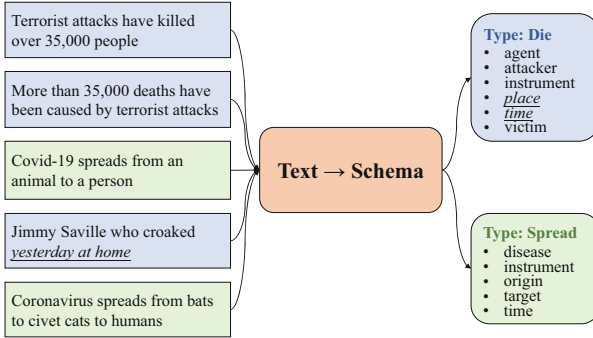 Terrorist attacks have killed
over 35,000 people
More than 35,000 deaths have
been caused by terrorist attacks
Covid-19 spreads from an
animal to a person
Jimmy Saville who croaked
yesterday at home
Coronavirus spreads from bats
to civet cats to humans
Text → Schema
Type: Die
• agent
• attacker
• instrument
• place
• time
• victim
Type: Spread
• disease
• instrument
• origin
• target
• time